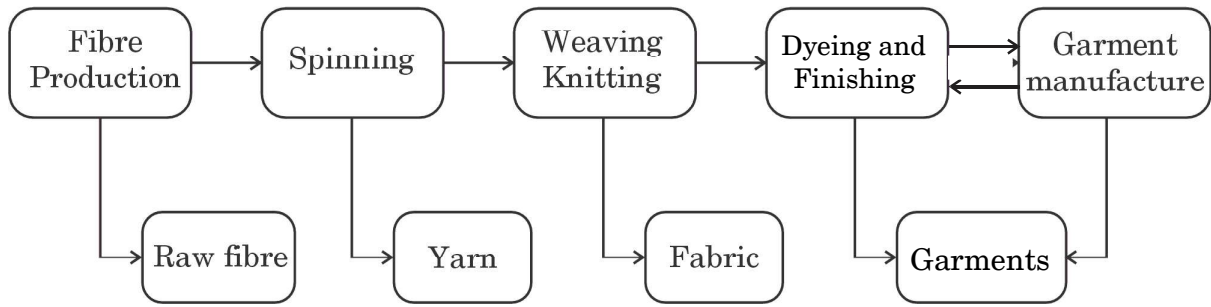 Fibre
Production
Spinning
Weaving
Knitting
Dyeing and
Finishing
Garment
manufacture
Raw fibre
Yarn
Fabric
Garments